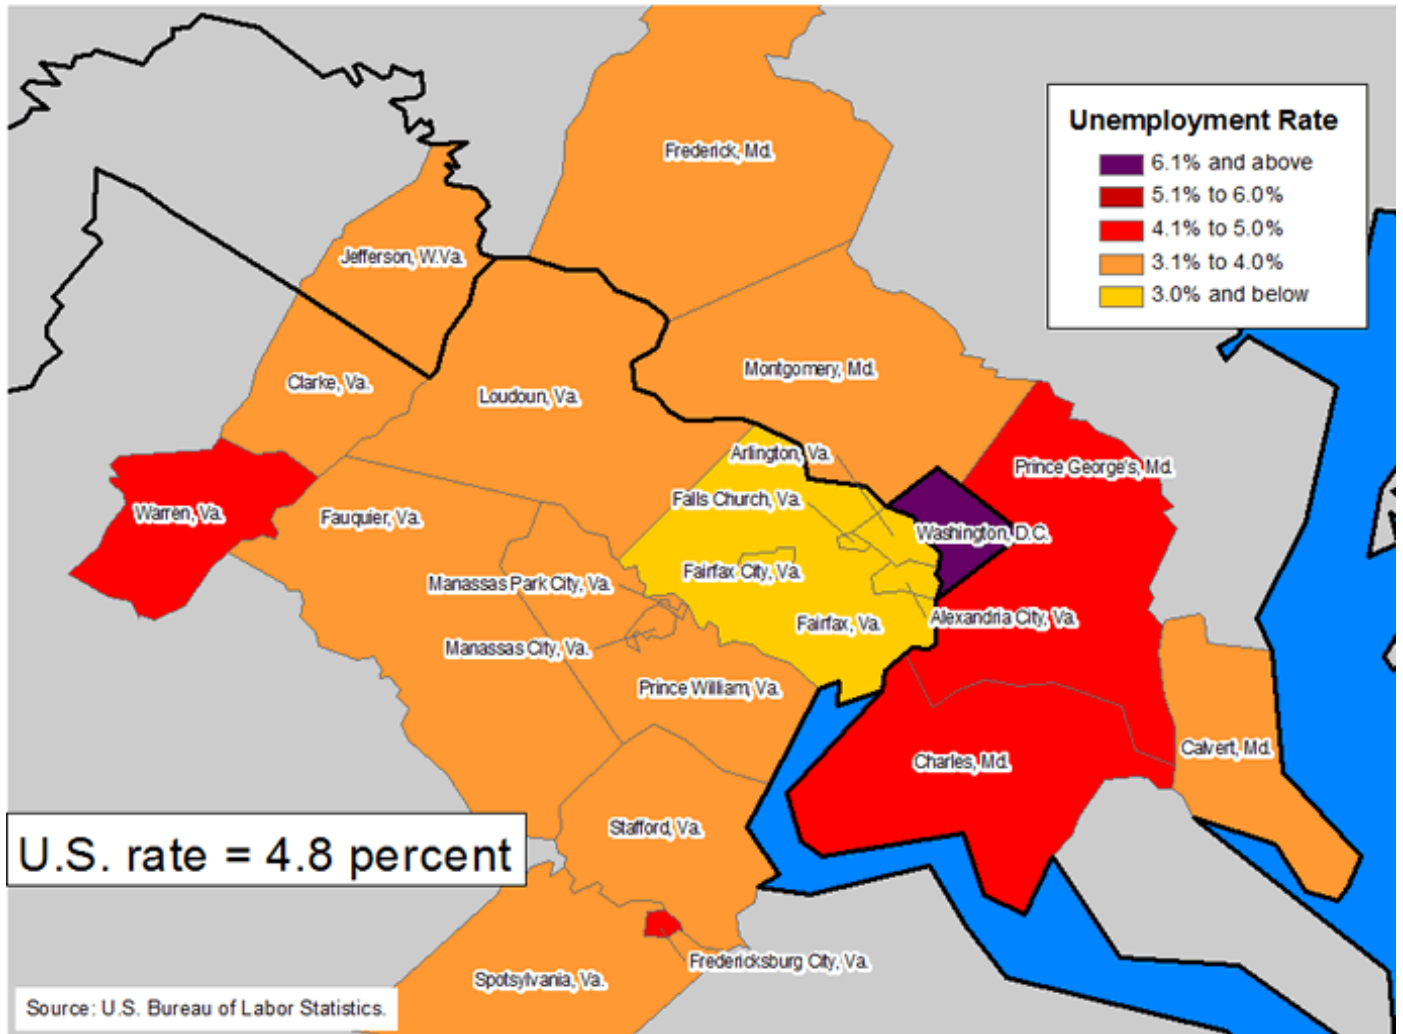 Frederick, Md.
Unemployment Rate
6.1% and above
5.1% to 6.0%
4.1% to 5.0%
3.1% to 4.0%
3.0% and below
Jefferson, W.Va.
Clarke, Va.
Loudoun, Va.
Montgomery, Md.
Arlington, Va.
Prince George's, Md.
Warren, Va.
Fauquier, Va.
Falls Church, Va.
Washington, D.C.
Manassas Park City, Va.
Fairfax City, Va.
Fairfax, Va.
Alexandria City, Va.
Manassas City, Va.
Prince William, Va.
Charles, Md.
Calvert, Md.
Stafford, Va.
U.S. rate = 4.8 percent
Fredericksburg City, Va.
Spotsylvania, Va.
Source: U.S. Bureau of Labor Statistics.